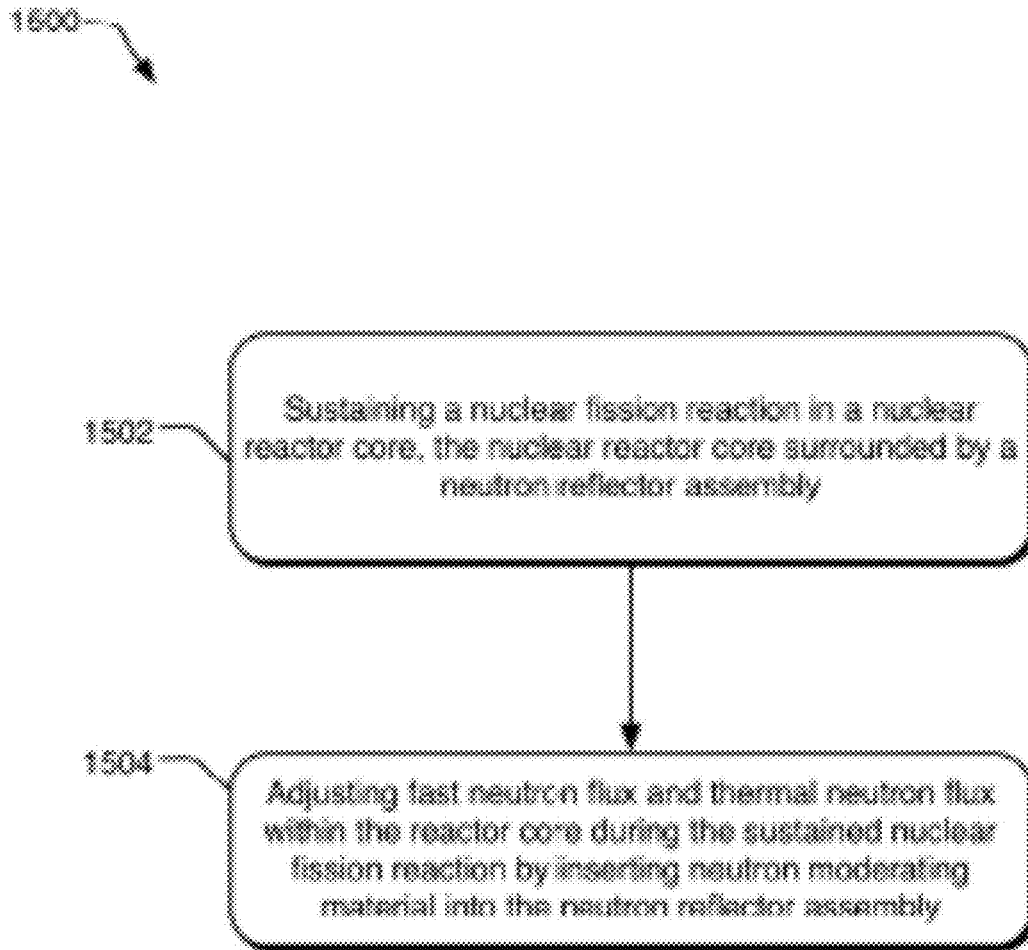 1600
1502
Sustaining a nuclear fission reaction in a nuclear
reactor core, the nuclear reactor core surrounded by a
neutron reflector assembly
1504
Adjusting fast neutron flux and thermal neutron flux
within the reactor core during the sustained nuclear
fission reaction by inserting neutron moderating
material into the neutron reflector assembly